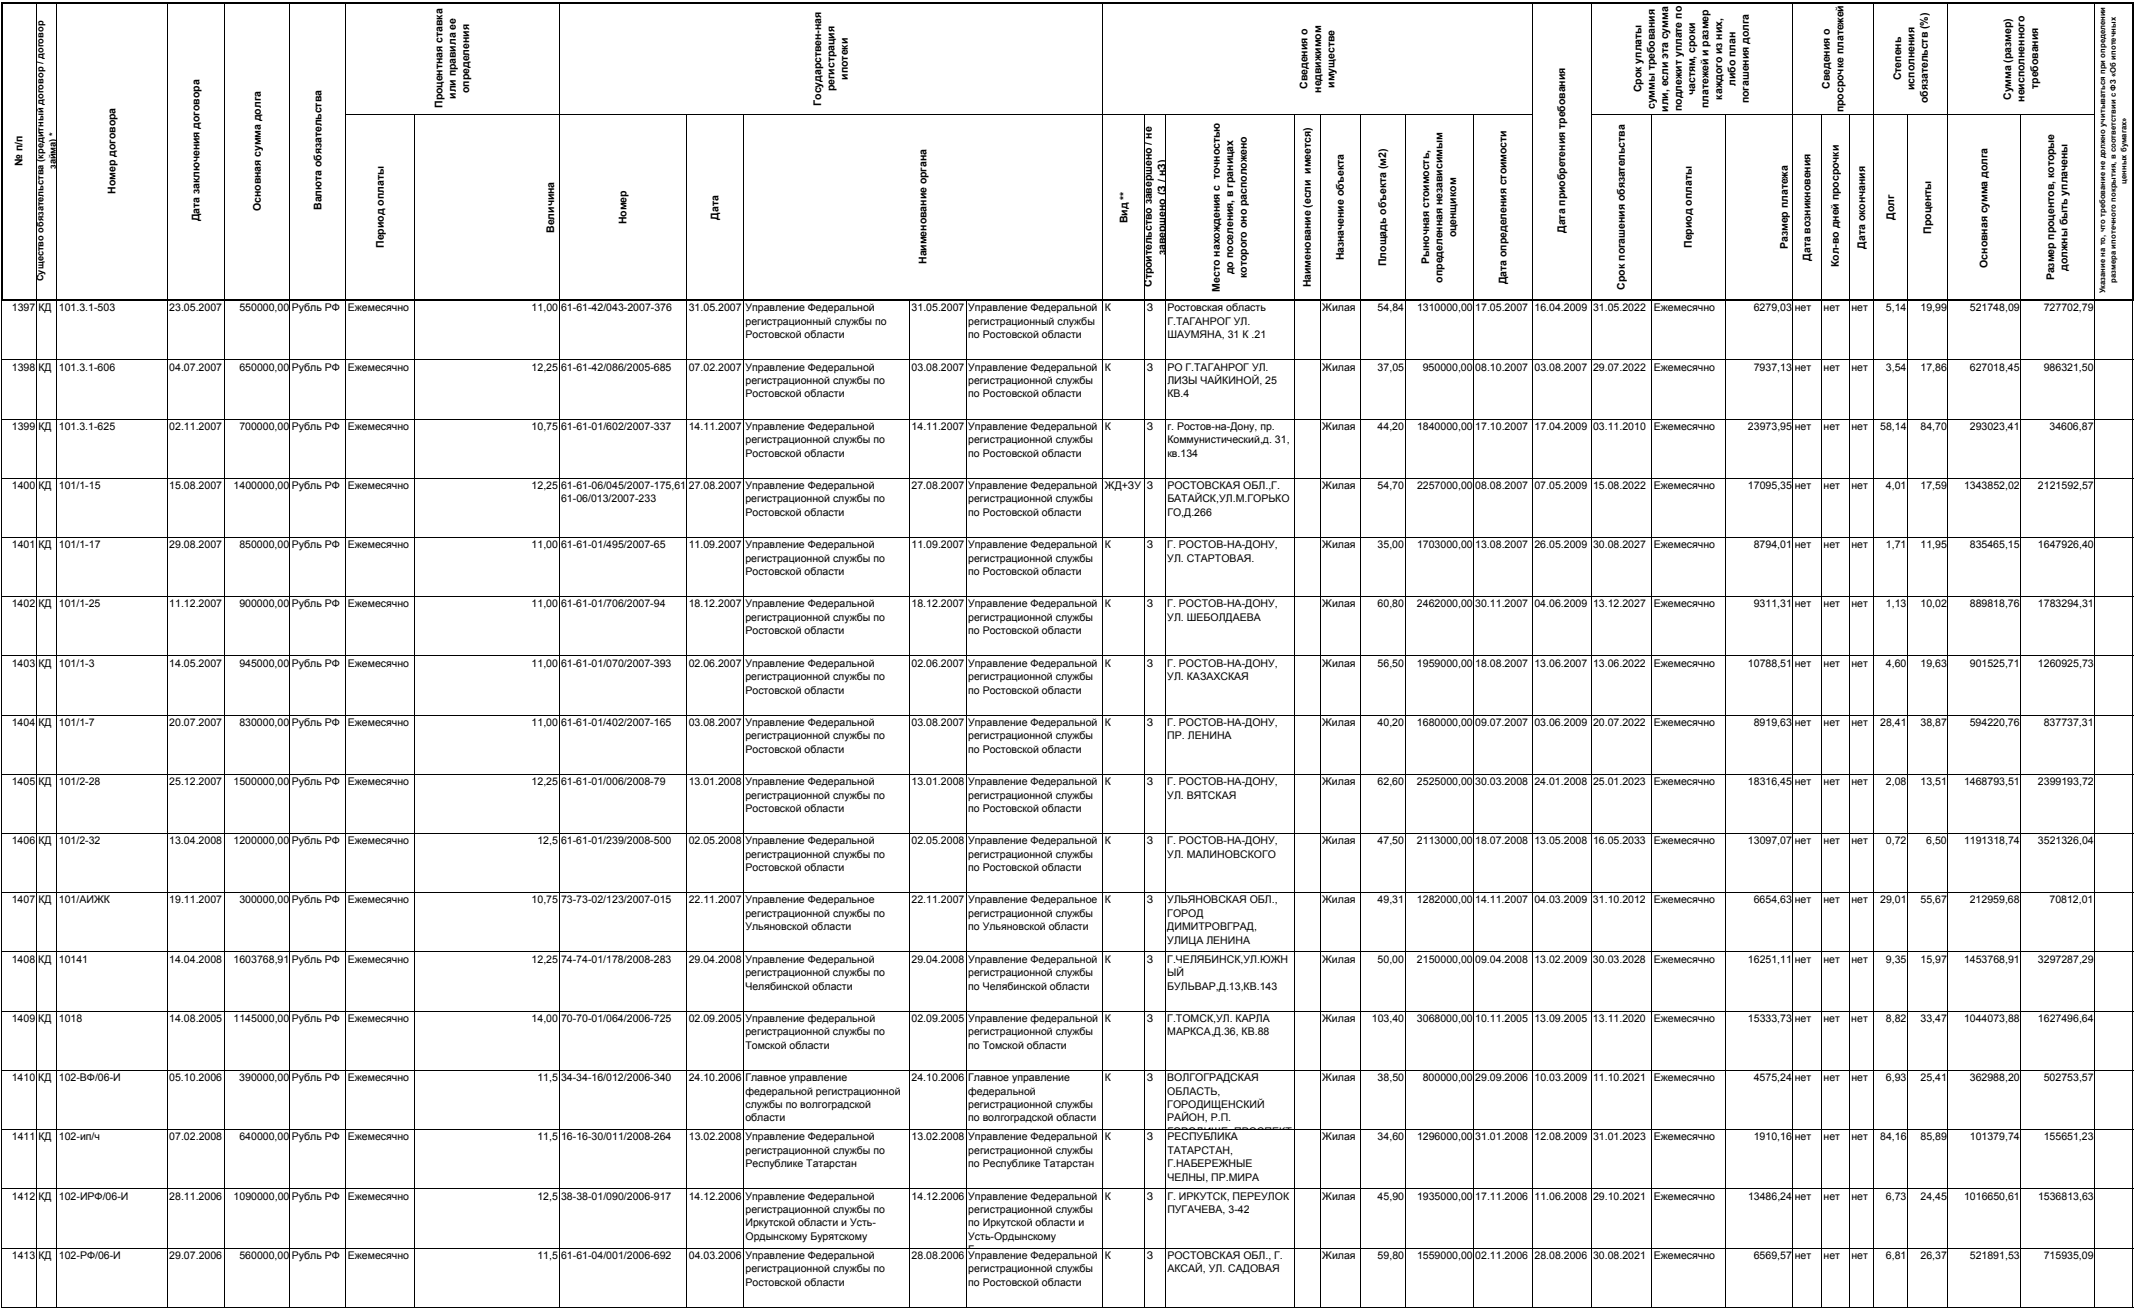 № п/п
Существо обязательства (кредитный договор / договор займа) *
Номер договора
Дата заключения договора
Основная сумма долга
Валюта обязательства
Процентная ставка или правила ее определения
Период оплаты
Величина
Государствен-ная регистрация ипотеки
Номер
Дата
Наименование органа
Сведения о недвижимом имуществе
Вид **
Строительство завершено / не завершено (З / нЗ)
Место нахождения с точностью до поселения, в границах которого оно расположено
Наименование (если имеется)
Назначение объекта
Площадь объекта (м2)
Рыночная стоимость, определенная независимым оценщиком
Дата определения стоимости
Дата приобретения требования
Срок уплаты суммы требования или, если эта сумма подлежит уплате по частям, сроки платежей и размер каждого из них, либо план погашения долга
Срок погашения обязательства
Период оплаты
Размер платежа
Сведения о просрочке платежей
Дата возникновения
Кол-во дней просрочки
Дата окончания
Степень исполнения обязательств (%)
Долг
Проценты
Сумма (размер) неисполненного требования
Основная сумма долга
Размер процентов, которые должны быть уплачены
Указание на то, что требование не должно учитываться при определении размера ипотечного покрытия, в соответствии с ФЗ «Об ипотечных ценных бумагах»
1397 КД 101.3.1-503 23.05.2007 550000,00 Рубль РФ Ежемесячно 11,00 61-61-42/043-2007-376 31.05.2007 Управление Федеральной регистрационный службы по Ростовской области 31.05.2007 Управление Федеральной регистрационный службы по Ростовской области К З Ростовская область Г.ТАГАНРОГ УЛ. ШАУМЯНА, 31 К .21 Жилая 54,84 1310000,00 17.05.2007 16.04.2009 31.05.2022 Ежемесячно 6279,03 нет нет нет 5,14 19,99 521748,09 727702,79
1398 КД 101.3.1-606 04.07.2007 650000,00 Рубль РФ Ежемесячно 12,25 61-61-42/086/2005-685 07.02.2007 Управление Федеральной регистрационной службы по Ростовской области 03.08.2007 Управление Федеральной регистрационной службы по Ростовской области К З РО Г.ТАГАНРОГ УЛ. ЛИЗЫ ЧАЙКИНОЙ, 25 КВ.4 Жилая 37,05 950000,00 08.10.2007 03.08.2007 29.07.2022 Ежемесячно 7937,13 нет нет нет 3,54 17,86 627018,45 986321,50
1399 КД 101.3.1-625 02.11.2007 700000,00 Рубль РФ Ежемесячно 10,75 61-61-01/602/2007-337 14.11.2007 Управление Федеральной регистрационной службы по Ростовской области 14.11.2007 Управление Федеральной регистрационной службы по Ростовской области К З г. Ростов-на-Дону, пр. Коммунистический,д. 31, кв.134 Жилая 44,20 1840000,00 17.10.2007 17.04.2009 03.11.2010 Ежемесячно 23973,95 нет нет нет 58,14 84,70 293023,41 34606,87
1400 КД 101/1-15 15.08.2007 1400000,00 Рубль РФ Ежемесячно 12,25 61-61-06/045/2007-175,61 61-06/013/2007-233 27.08.2007 Управление Федеральной регистрационной службы по Ростовской области 27.08.2007 Управление Федеральной регистрационной службы по Ростовской области ЖД+ЗУ З РОСТОВСКАЯ ОБЛ.,Г. БАТАЙСК,УЛ.М.ГОРЬКО ГО,Д.266 Жилая 54,70 2257000,00 08.08.2007 07.05.2009 15.08.2022 Ежемесячно 17095,35 нет нет нет 4,01 17,59 1343852,02 2121592,57
1401 КД 101/1-17 29.08.2007 850000,00 Рубль РФ Ежемесячно 11,00 61-61-01/495/2007-65 11.09.2007 Управление Федеральной регистрационной службы по Ростовской области 11.09.2007 Управление Федеральной регистрационной службы по Ростовской области К З Г. РОСТОВ-НА-ДОНУ, УЛ. СТАРТОВАЯ. Жилая 35,00 1703000,00 13.08.2007 26.05.2009 30.08.2027 Ежемесячно 8794,01 нет нет нет 1,71 11,95 835465,15 1647926,40
1402 КД 101/1-25 11.12.2007 900000,00 Рубль РФ Ежемесячно 11,00 61-61-01/706/2007-94 18.12.2007 Управление Федеральной регистрационной службы по Ростовской области 18.12.2007 Управление Федеральной регистрационной службы по Ростовской области К З Г. РОСТОВ-НА-ДОНУ, УЛ. ШЕБОЛДАЕВА Жилая 60,80 2462000,00 30.11.2007 04.06.2009 13.12.2027 Ежемесячно 9311,31 нет нет нет 1,13 10,02 889818,76 1783294,31
1403 КД 101/1-3 14.05.2007 945000,00 Рубль РФ Ежемесячно 11,00 61-61-01/070/2007-393 02.06.2007 Управление Федеральной регистрационной службы по Ростовской области 02.06.2007 Управление Федеральной регистрационной службы по Ростовской области К З Г. РОСТОВ-НА-ДОНУ, УЛ. КАЗАХСКАЯ Жилая 56,50 1959000,00 18.08.2007 13.06.2007 13.06.2022 Ежемесячно 10788,51 нет нет нет 4,60 19,63 901525,71 1260925,73
1404 КД 101/1-7 20.07.2007 830000,00 Рубль РФ Ежемесячно 11,00 61-61-01/402/2007-165 03.08.2007 Управление Федеральной регистрационной службы по Ростовской области 03.08.2007 Управление Федеральной регистрационной службы по Ростовской области К З Г. РОСТОВ-НА-ДОНУ, ПР. ЛЕНИНА Жилая 40,20 1680000,00 09.07.2007 03.06.2009 20.07.2022 Ежемесячно 8919,63 нет нет нет 28,41 38,87 594220,76 837737,31
1405 КД 101/2-28 25.12.2007 1500000,00 Рубль РФ Ежемесячно 12,25 61-61-01/006/2008-79 13.01.2008 Управление Федеральной регистрационной службы по Ростовской области 13.01.2008 Управление Федеральной регистрационной службы по Ростовской области К З Г. РОСТОВ-НА-ДОНУ, УЛ. ВЯТСКАЯ Жилая 62,60 2525000,00 30.03.2008 24.01.2008 25.01.2023 Ежемесячно 18316,45 нет нет нет 2,08 13,51 1468793,51 2399193,72
1406 КД 101/2-32 13.04.2008 1200000,00 Рубль РФ Ежемесячно 12,5 61-61-01/239/2008-500 02.05.2008 Управление Федеральной регистрационной службы по Ростовской области 02.05.2008 Управление Федеральной регистрационной службы по Ростовской области К З Г. РОСТОВ-НА-ДОНУ, УЛ. МАЛИНОВСКОГО Жилая 47,50 2113000,00 18.07.2008 13.05.2008 16.05.2033 Ежемесячно 13097,07 нет нет нет 0,72 6,50 1191318,74 3521326,04
1407 КД 101/АИЖК 19.11.2007 300000,00 Рубль РФ Ежемесячно 10,75 73-73-02/123/2007-015 22.11.2007 Управление Федеральное регистрационной службы по Ульяновской области 22.11.2007 Управление Федеральное регистрационной службы по Ульяновской области К З УЛЬЯНОВСКАЯ ОБЛ., ГОРОД ДИМИТРОВГРАД, УЛИЦА ЛЕНИНА Жилая 49,31 1282000,00 14.11.2007 04.03.2009 31.10.2012 Ежемесячно 6654,63 нет нет нет 29,01 55,67 212959,68 70812,01
1408 КД 10141 14.04.2008 1603768,91 Рубль РФ Ежемесячно 12,25 74-74-01/178/2008-283 29.04.2008 Управление Федеральной регистрационной службы по Челябинской области 29.04.2008 Управление Федеральной регистрационной службы по Челябинской области К З Г.ЧЕЛЯБИНСК,УЛ.ЮЖН ЫЙ БУЛЬВАР,Д.13,КВ.143 Жилая 50,00 2150000,00 09.04.2008 13.02.2009 30.03.2028 Ежемесячно 16251,11 нет нет нет 9,35 15,97 1453768,91 3297287,29
1409 КД 1018 14.08.2005 1145000,00 Рубль РФ Ежемесячно 14,00 70-70-01/064/2006-725 02.09.2005 Управление федеральной регистрационной службы по Томской области 02.09.2005 Управление федеральной регистрационной службы по Томской области К З Г.ТОМСК,УЛ. КАРЛА МАРКСА,Д.36, КВ.88 Жилая 103,40 3068000,00 10.11.2005 13.09.2005 13.11.2020 Ежемесячно 15333,73 нет нет нет 8,82 33,47 1044073,88 1627496,64
1410 КД 102-ВФ/06-И 05.10.2006 390000,00 Рубль РФ Ежемесячно 11,5 34-34-16/012/2006-340 24.10.2006 Главное управление федеральной регистрационной службы по волгоградской области 24.10.2006 Главное управление федеральной регистрационной службы по волгоградской области К З ВОЛГОГРАДСКАЯ ОБЛАСТЬ, ГОРОДИЩЕНСКИЙ РАЙОН, Р.П. Жилая 38,50 800000,00 29.09.2006 10.03.2009 11.10.2021 Ежемесячно 4575,24 нет нет нет 6,93 25,41 362988,20 502753,57
1411 КД 102-ип/ч 07.02.2008 640000,00 Рубль РФ Ежемесячно 11,5 16-16-30/011/2008-264 13.02.2008 Управление Федеральной регистрационной службы по Республике Татарстан 13.02.2008 Управление Федеральной регистрационной службы по Республике Татарстан К З РЕСПУБЛИКА ТАТАРСТАН, Г.НАБЕРЕЖНЫЕ ЧЕЛНЫ, ПР.МИРА Жилая 34,60 1296000,00 31.01.2008 12.08.2009 31.01.2023 Ежемесячно 1910,16 нет нет нет 84,16 85,89 101379,74 155651,23
1412 КД 102-ИРФ/06-И 28.11.2006 1090000,00 Рубль РФ Ежемесячно 12,5 38-38-01/090/2006-917 14.12.2006 Управление Федеральной регистрационной службы по Иркутской области и Усть-Ордынскому Бурятскому 14.12.2006 Управление Федеральной регистрационной службы по Иркутской области и Усть-Ордынскому К З Г. ИРКУТСК, ПЕРЕУЛОК ПУГАЧЕВА, 3-42 Жилая 45,90 1935000,00 17.11.2006 11.06.2008 29.10.2021 Ежемесячно 13486,24 нет нет нет 6,73 24,45 1016650,61 1536813,63
1413 КД 102-РФ/06-И 29.07.2006 560000,00 Рубль РФ Ежемесячно 11,5 61-61-04/001/2006-692 04.03.2006 Управление Федеральной регистрационной службы по Ростовской области 28.08.2006 Управление Федеральной регистрационной службы по Ростовской области К З РОСТОВСКАЯ ОБЛ., Г. АКСАЙ, УЛ. САДОВАЯ Жилая 59,80 1559000,00 02.11.2006 28.08.2006 30.08.2021 Ежемесячно 6569,57 нет нет нет 6,81 26,37 521891,53 715935,09